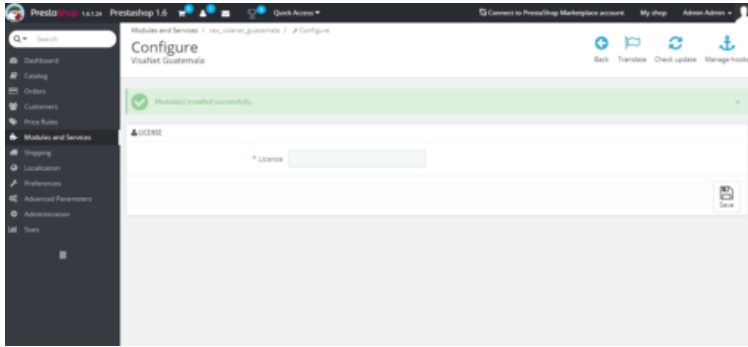 PrestaShop 1.6.1.24 Prestashop 1.6 Quick Access Connect to PrestaShop Marketplace account My shop Admin Admin
Search
Modules and Services / vex_visanet_guatemala / Configure
Configure
VisaNet Guatemala
Back Translate Check update Manage hooks
Dashboard
Catalog
Orders
Customers
Price Rules
Modules and Services
Shipping
Localization
Preferences
Advanced Parameters
Administration
Stats
Module(s) installed successfully.
LICENSE
* License
Save